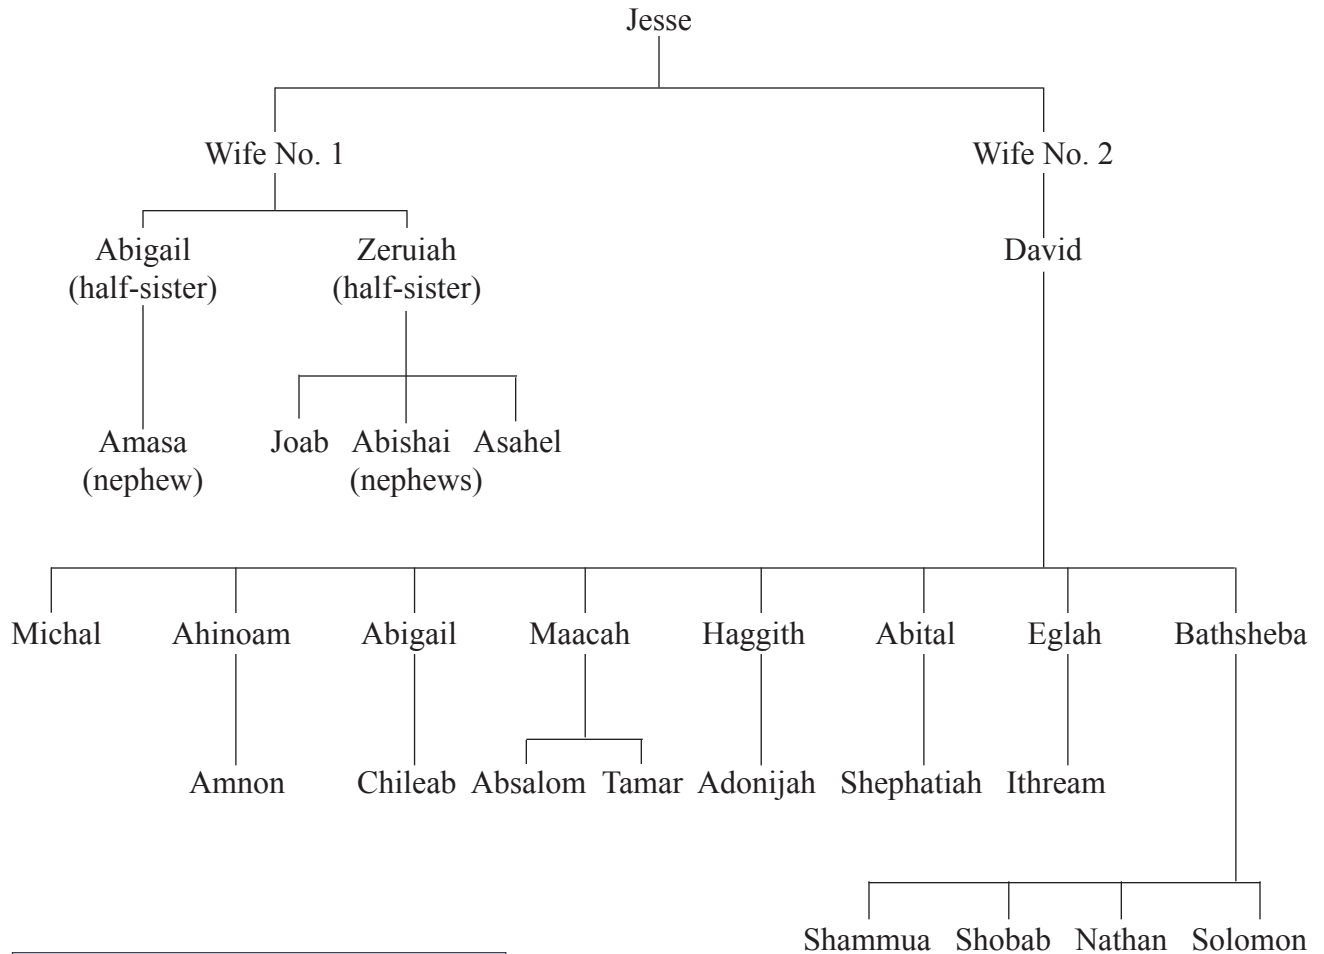 Jesse
Wife No. 1 Wife No. 2
Abigail Zeruiah David
(half-sister) (half-sister)
Amasa Joab Abishai Asahel
(nephew) (nephews)
Michal Ahinoam Abigail Maacah Haggith Abital Eglah Bathsheba
Amnon Chileab Absalom Tamar Adonijah Shephatiah Ithream
Shammua Shobab Nathan Solomon